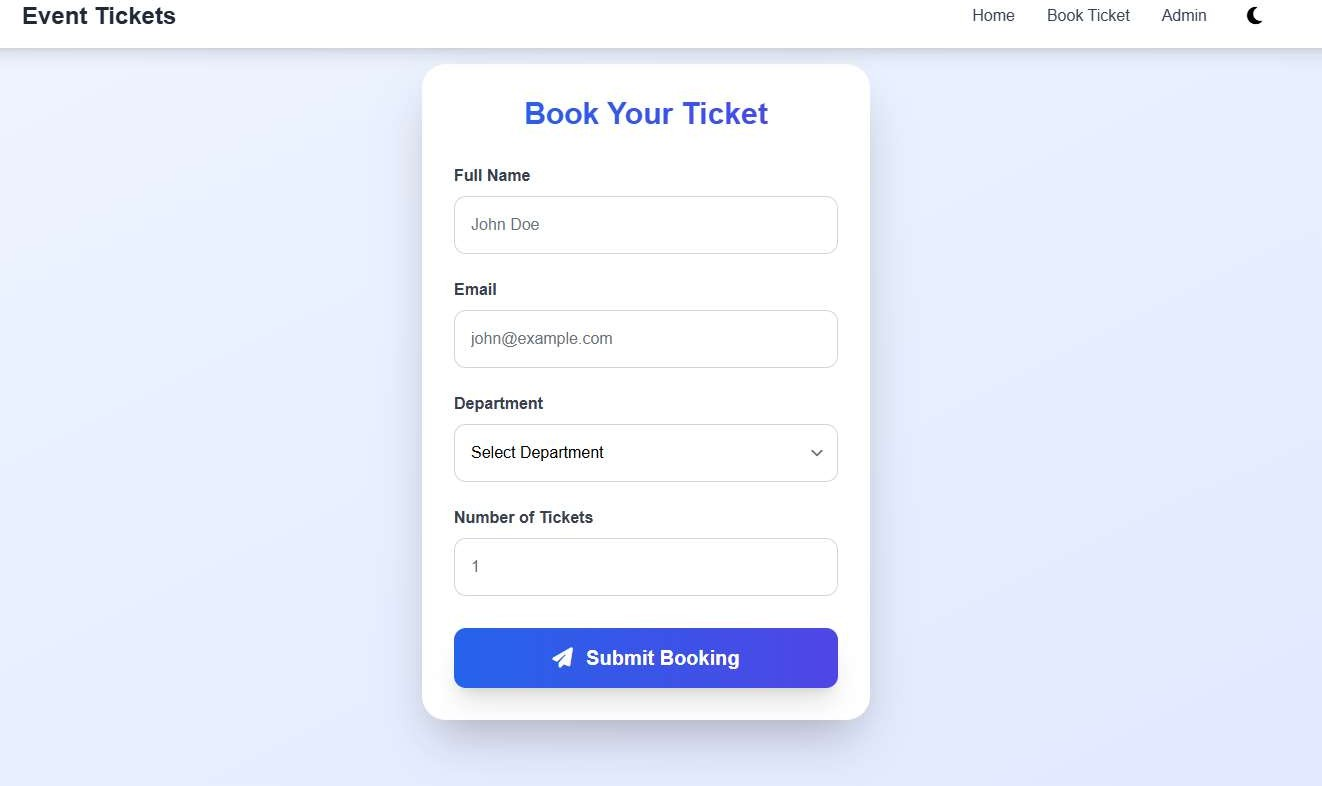 Event Tickets
Home Book Ticket Admin
Book Your Ticket
Full Name
John Doe
Email
john@example.com
Department
Select Department
Number of Tickets
1
Submit Booking